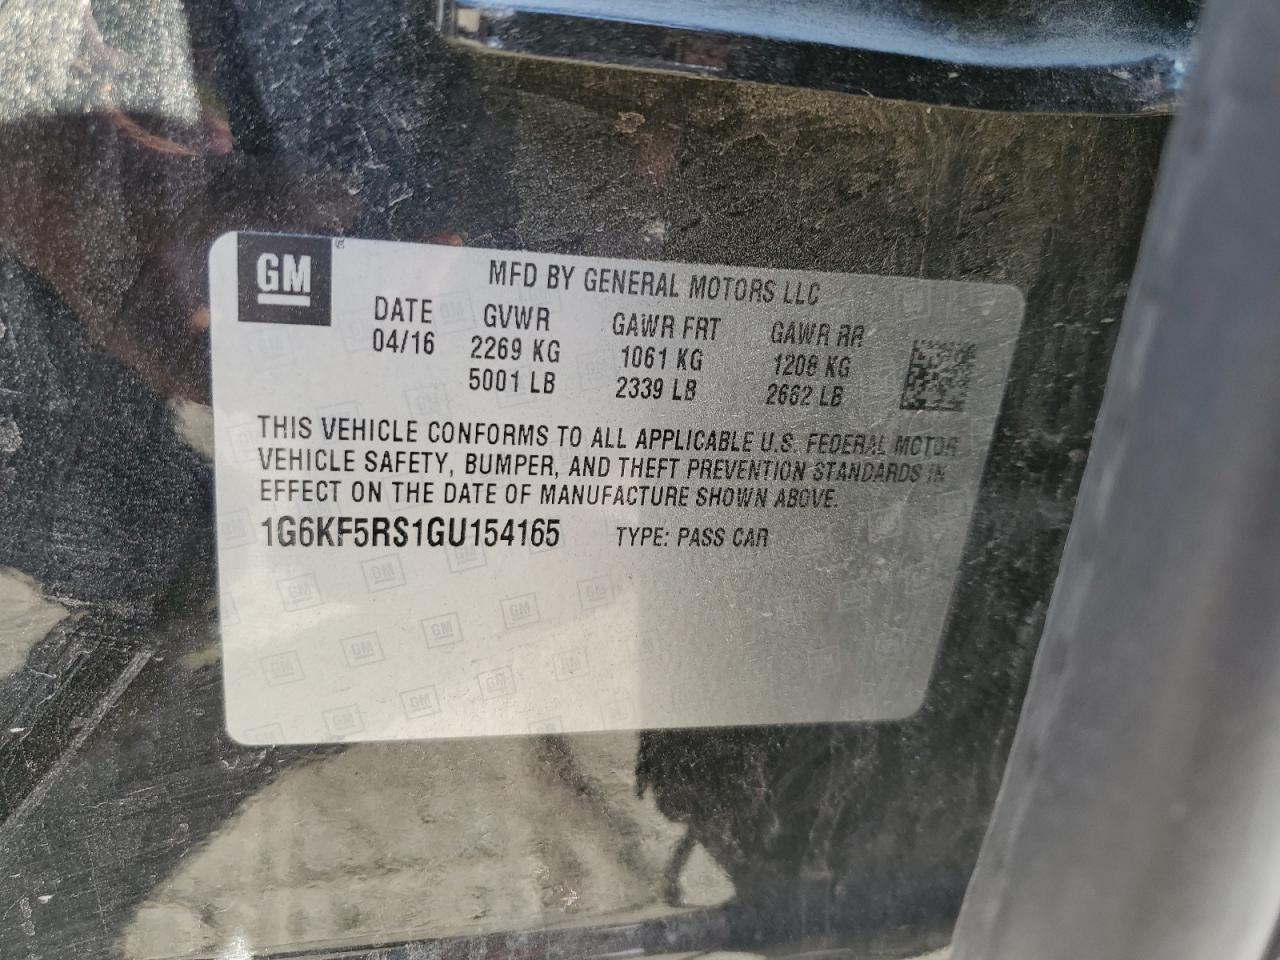 GM
MFD BY GENERAL MOTORS LLC
DATE GVWR GAWR FRT GAWR RR
04/16 2269 KG 1061 KG 1208 KG
5001 LB 2339 LB 2662 LB
THIS VEHICLE CONFORMS TO ALL APPLICABLE U.S. FEDERAL MOTOR
VEHICLE SAFETY, BUMPER, AND THEFT PREVENTION STANDARDS IN
EFFECT ON THE DATE OF MANUFACTURE SHOWN ABOVE.
1G6KF5RS1GU154165 TYPE: PASS CAR